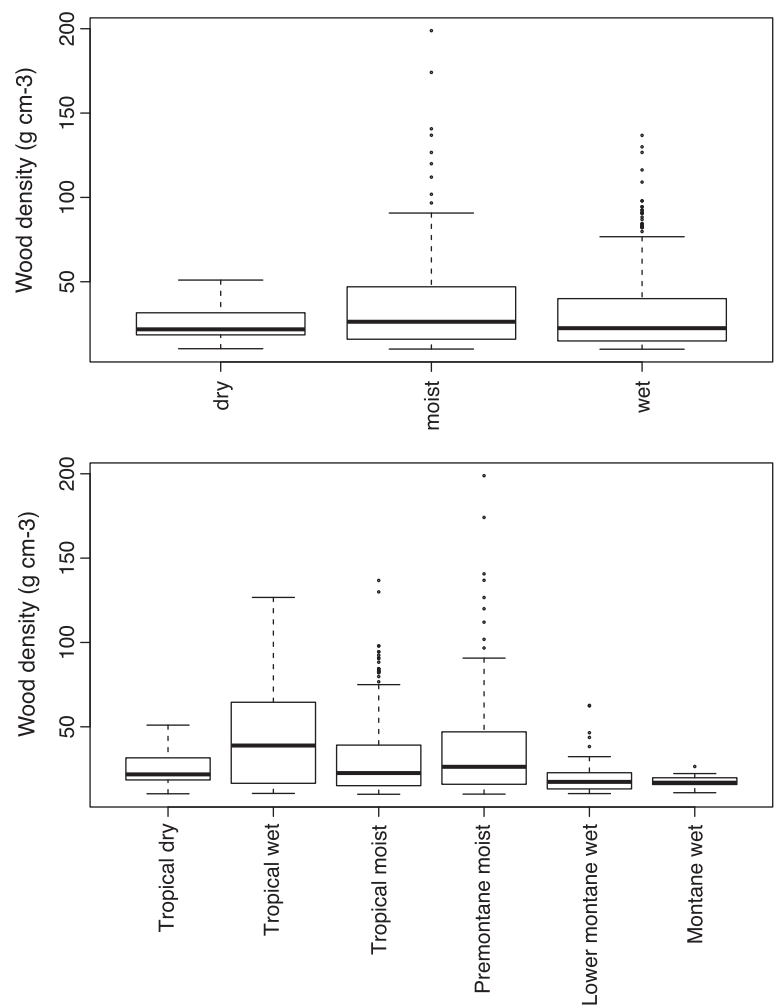 Wood density (g cm-3)
200
150
100
50
dry
moist
wet
Wood density (g cm-3)
200
150
100
50
Tropical dry
Tropical wet
Tropical moist
Premontane moist
Lower montane wet
Montane wet